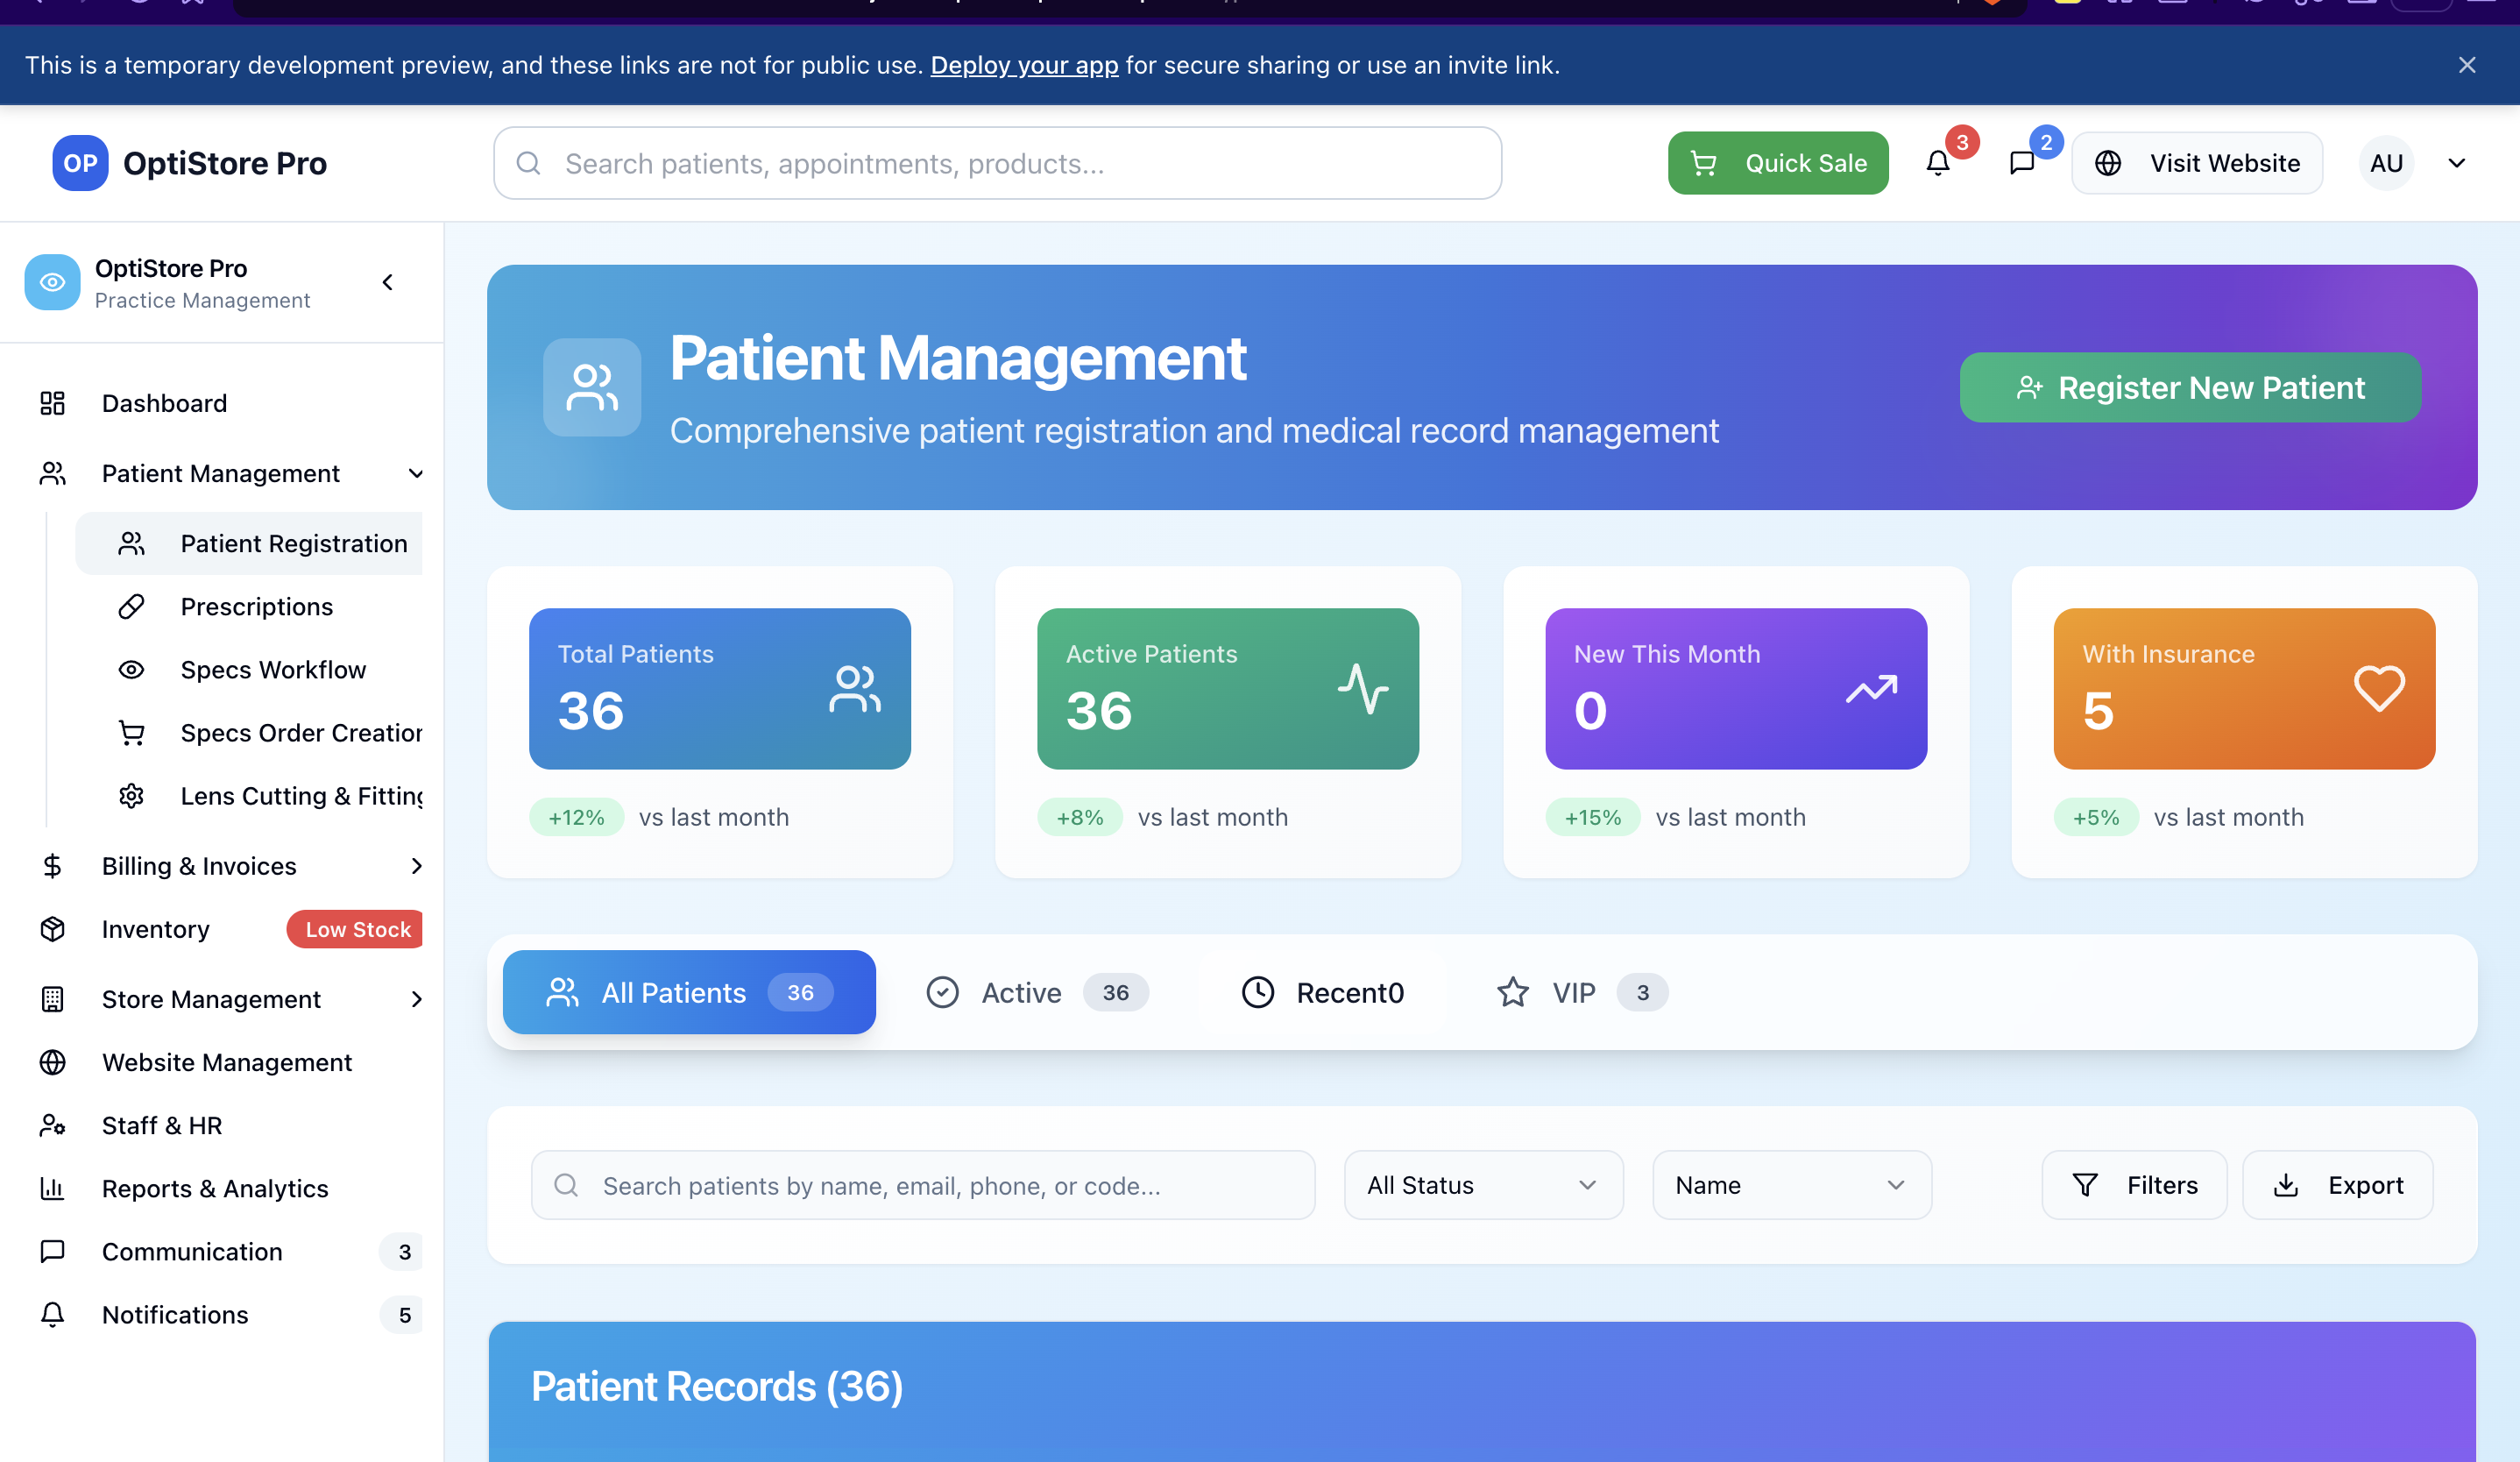 This is a temporary development preview, and these links are not for public use. Deploy your app for secure sharing or use an invite link.
OP OptiStore Pro
Search patients, appointments, products...
Quick Sale
3
2
Visit Website
AU
OptiStore Pro
Practice Management
Dashboard
Patient Management
Patient Registration
Prescriptions
Specs Workflow
Specs Order Creation
Lens Cutting & Fitting
Billing & Invoices
Inventory Low Stock
Store Management
Website Management
Staff & HR
Reports & Analytics
Communication 3
Notifications 5
Patient Management
Comprehensive patient registration and medical record management
Register New Patient
Total Patients
36
+12% vs last month
Active Patients
36
+8% vs last month
New This Month
0
+15% vs last month
With Insurance
5
+5% vs last month
All Patients 36
Active 36
Recent0
VIP 3
Search patients by name, email, phone, or code...
All Status
Name
Filters
Export
Patient Records (36)